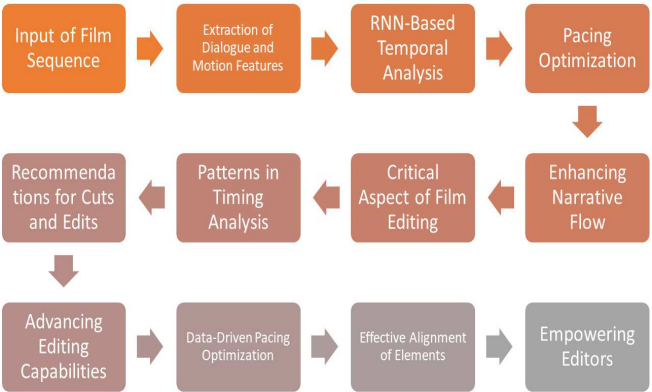 Input of Film
Sequence
Extraction of
Dialogue and
Motion Features
RNN-Based
Temporal
Analysis
Pacing
Optimization
Enhancing
Narrative
Flow
Critical
Aspect of Film
Editing
Patterns in
Timing
Analysis
Recommenda
tions for Cuts
and Edits
Advancing
Editing
Capabilities
Data-Driven Pacing
Optimization
Effective Alignment
of Elements
Empowering
Editors